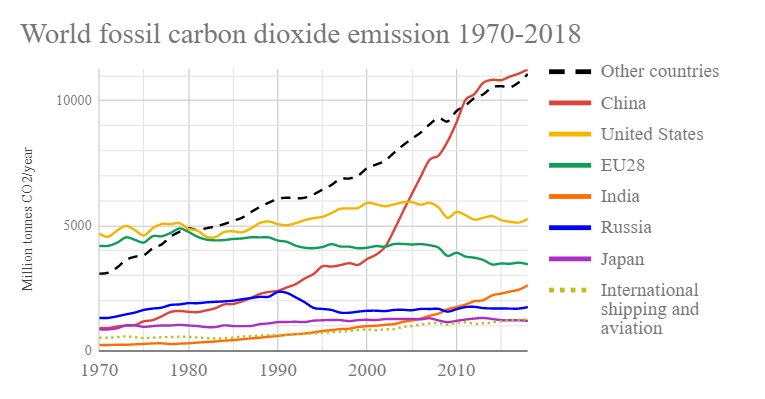 World fossil carbon dioxide emission 1970-2018
Million tonnes CO2/year
10000
5000
0
1970
1980
1990
2000
2010
Other countries
China
United States
EU28
India
Russia
Japan
International
shipping and
aviation